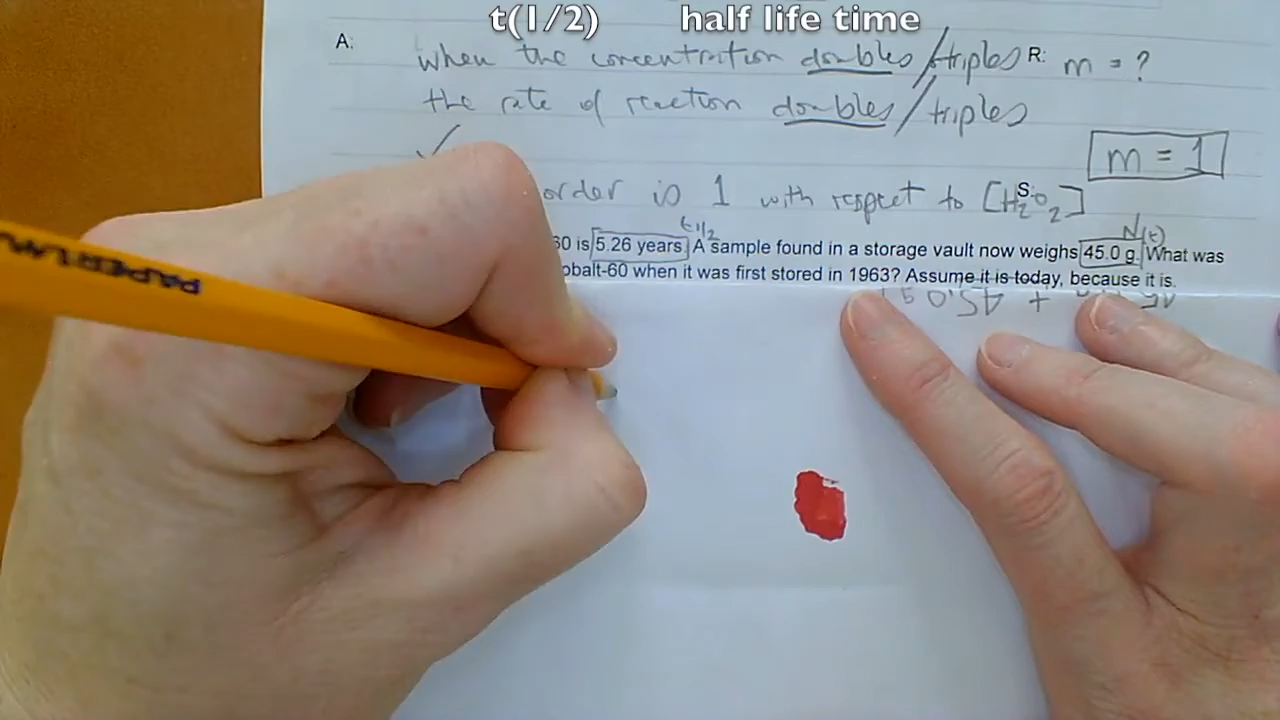 t(1/2) half life time
A: when the concentration doubles/triples R: m = ?
the rate of reaction doubles/triples
m = 1
order is 1 with respect to [H2SO2]
t1/2 N(t)
60 is 5.26 years. A sample found in a storage vault now weighs 45.0 g. What was
obalt-60 when it was first stored in 1963? Assume it is today, because it is.
PAPERMATE